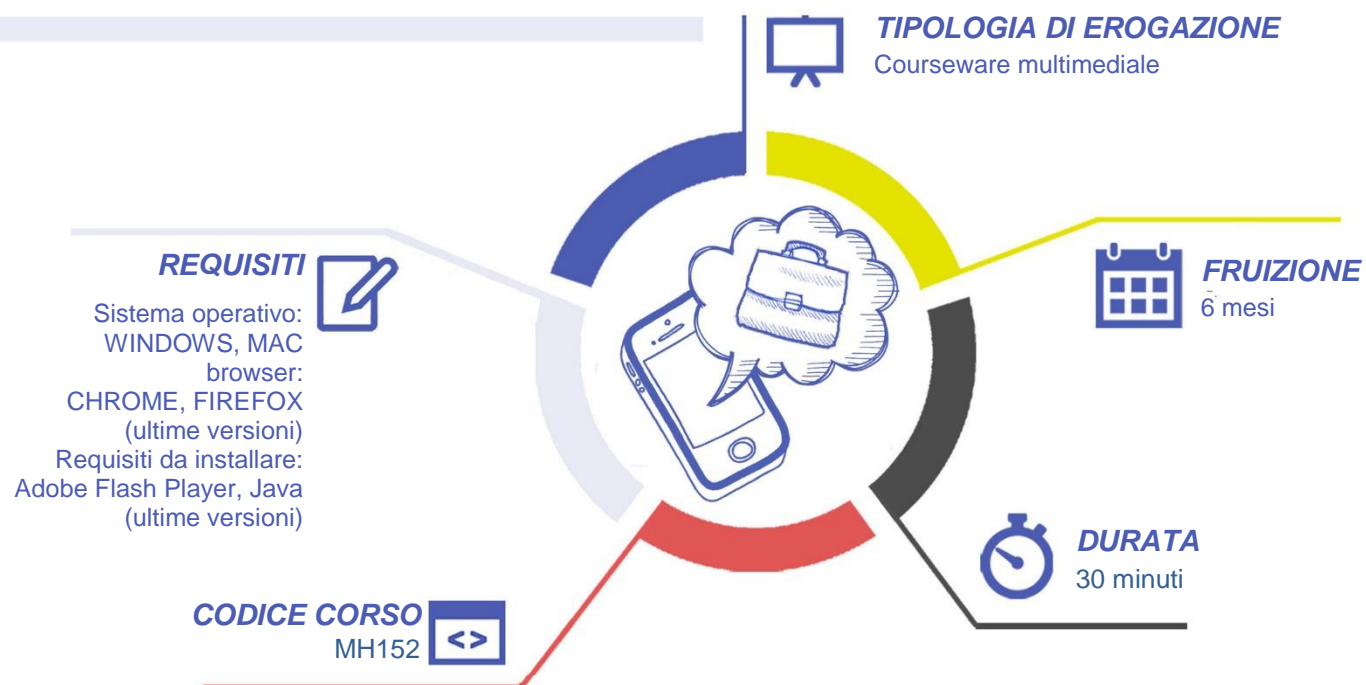 TIPOLOGIA DI EROGAZIONE
Courseware multimediale
REQUISITI
Sistema operativo:
WINDOWS, MAC
browser:
CHROME, FIREFOX
(ultime versioni)
Requisiti da installare:
Adobe Flash Player, Java
(ultime versioni)
FRUIZIONE
6 mesi
DURATA
30 minuti
CODICE CORSO
MH152
<>